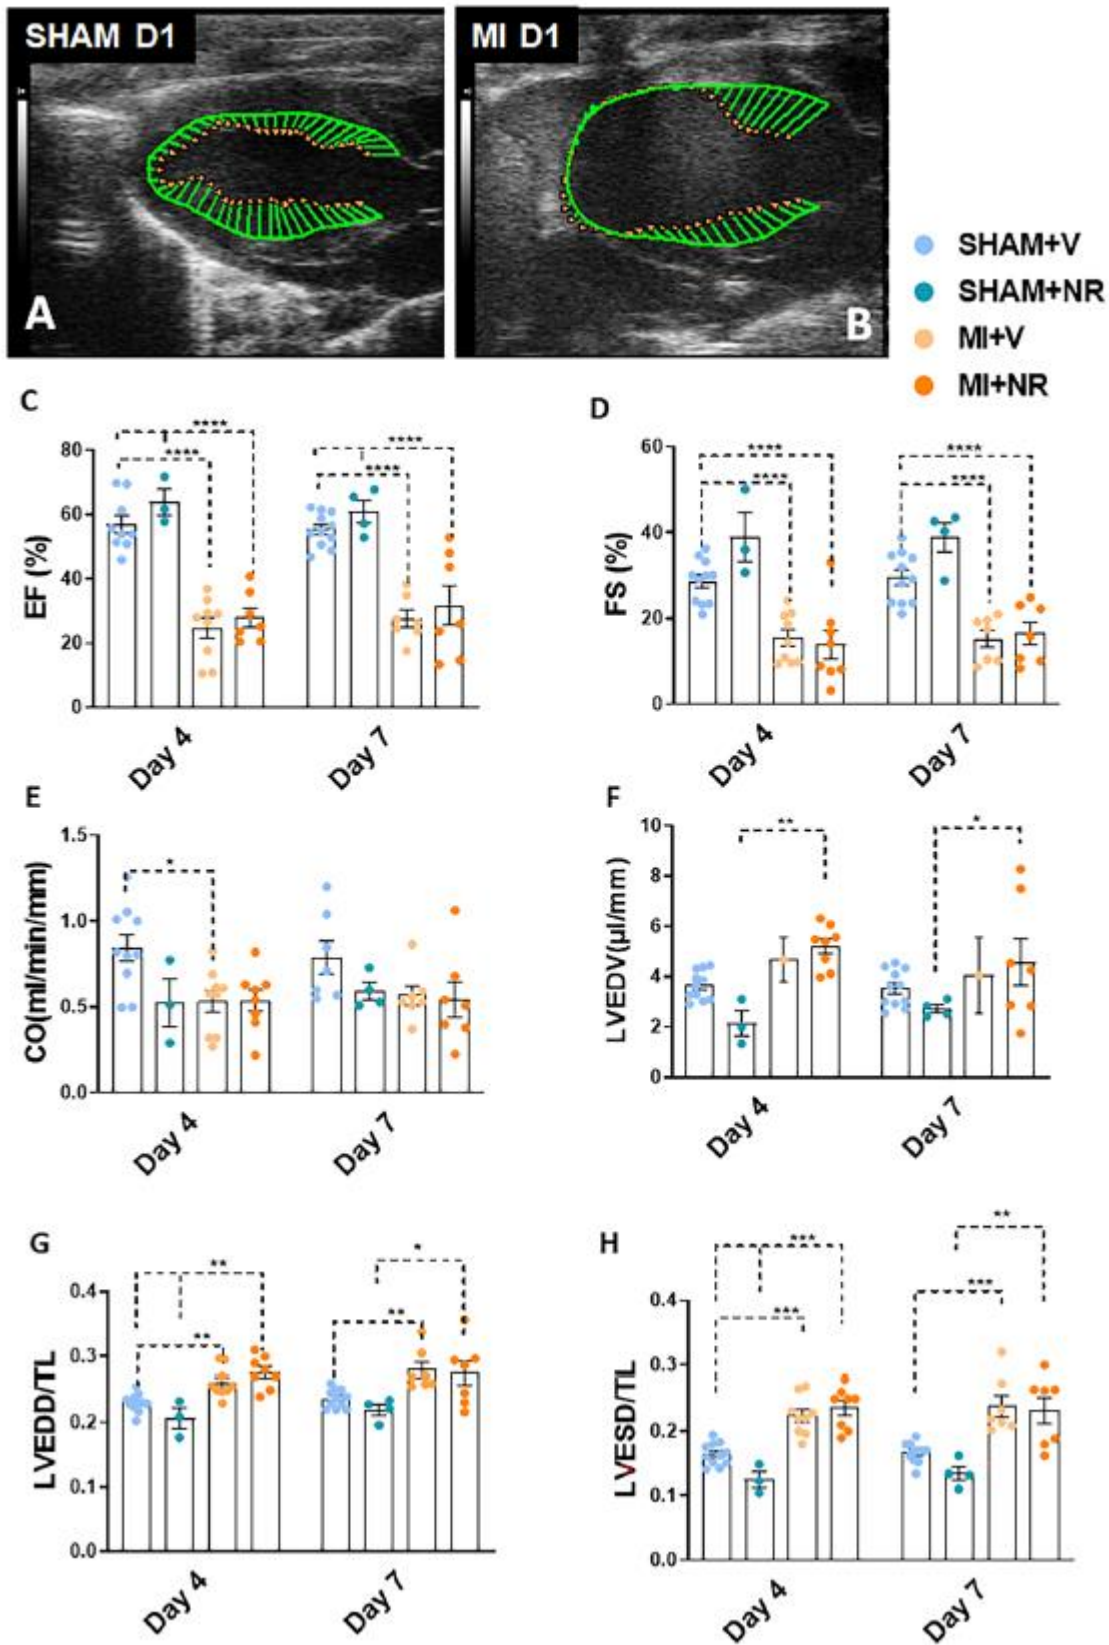 SHAM D1
MI D1
A
B
SHAM+V
SHAM+NR
MI+V
MI+NR
C
EF (%)
80
60
40
20
0
****
****
****
****
Day 4
Day 7
D
FS (%)
60
40
20
0
****
****
****
****
Day 4
Day 7
E
CO(ml/min/mm)
1.5
1.0
0.5
0.0
*
Day 4
Day 7
F
LVEDV(µl/mm)
10
8
6
4
2
0
**
*
Day 4
Day 7
G
LVEDD/TL
0.4
0.3
0.2
0.1
0.0
**
**
*
**
Day 4
Day 7
H
LVESD/TL
0.4
0.3
0.2
0.1
0.0
***
***
**
***
Day 4
Day 7